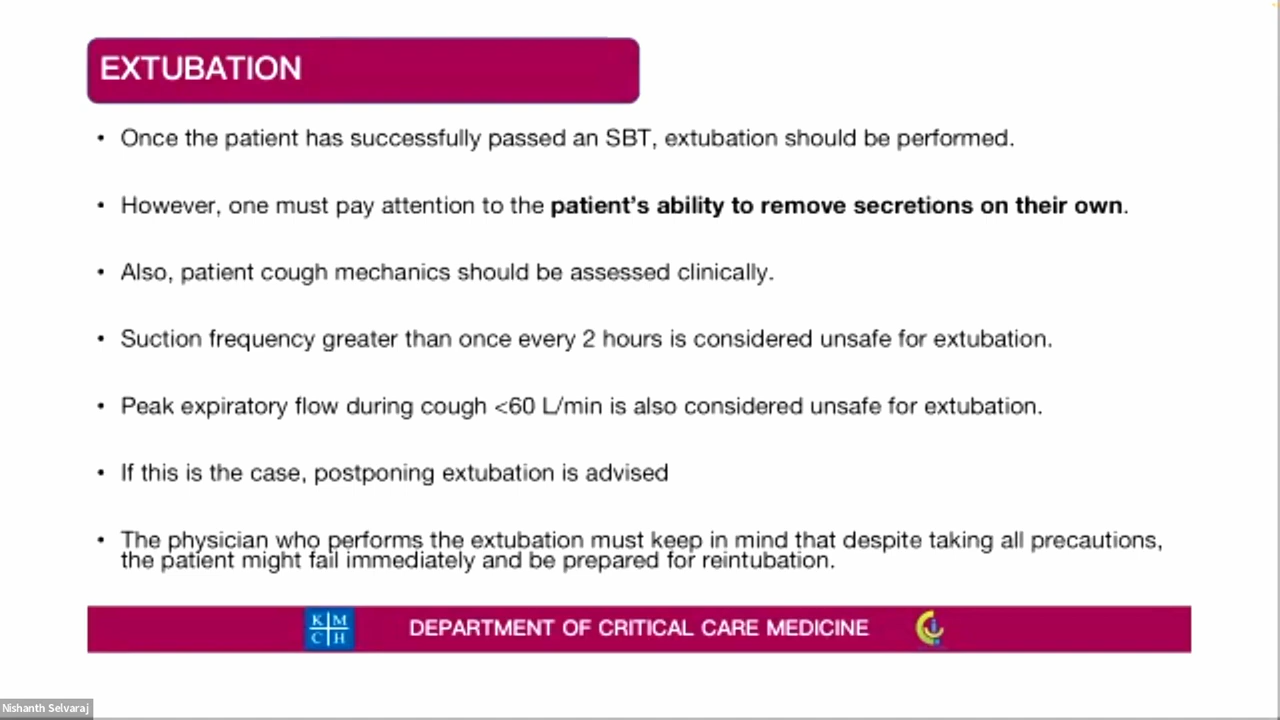 EXTUBATION
• Once the patient has successfully passed an SBT, extubation should be performed.
• However, one must pay attention to the patient's ability to remove secretions on their own.
• Also, patient cough mechanics should be assessed clinically.
• Suction frequency greater than once every 2 hours is considered unsafe for extubation.
• Peak expiratory flow during cough <60 L/min is also considered unsafe for extubation.
• If this is the case, postponing extubation is advised
• The physician who performs the extubation must keep in mind that despite taking all precautions,
the patient might fail immediately and be prepared for reintubation.
K M
C H
DEPARTMENT OF CRITICAL CARE MEDICINE
Nishanth Selvaraj